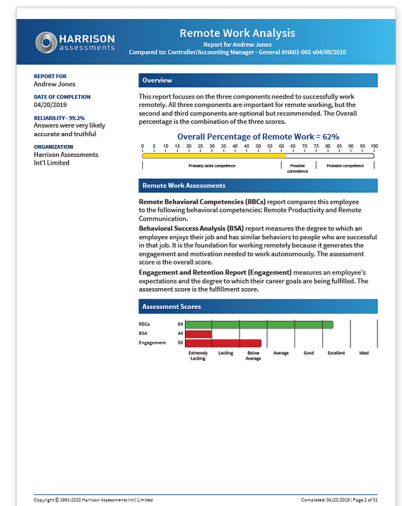 HARRISON
assessments
Remote Work Analysis
Report for Andrew Jones
Compared to: Controller/Accounting Manager - General #HA01-005 v04/09/2010
REPORT FOR
Andrew Jones
DATE OF COMPLETION
04/20/2019
RELIABILITY - 99.2%
Answers were very likely
accurate and truthful
ORGANIZATION
Harrison Assessments
Int'l Limited
Overview
This report focuses on the three components needed to successfully work
remotely. All three components are important for remote working, but the
second and third components are optional but recommended. The Overall
percentage is the combination of the three scores.
Overall Percentage of Remote Work = 62%
0 5 10 15 20 25 30 35 40 45 50 55 60 65 70 75 80 85 90 95 100
Probably lacks competence
Possible
competence
Probable competence
Remote Work Assessments
Remote Behavioral Competencies (RBCs) report compares this employee
to the following behavioral competencies: Remote Productivity and Remote
Communication.
Behavioral Success Analysis (BSA) report measures the degree to which an
employee enjoys their job and has similar behaviors to people who are successful
in that job. It is the foundation for working remotely because it generates the
engagement and motivation needed to work autonomously. The assessment
score is the overall score.
Engagement and Retention Report (Engagement) measures an employee's
expectations and the degree to which their career goals are being fulfilled. The
assessment score is the fulfillment score.
Assessment Scores
RBCs 84
BSA 44
Engagement 58
Extremely
Lacking
Lacking
Below
Average
Average
Good
Excellent
Ideal
Copyright © 1991-2020 Harrison Assessments Int'l Limited
Completed: 04/20/2019 | Page 2 of 31